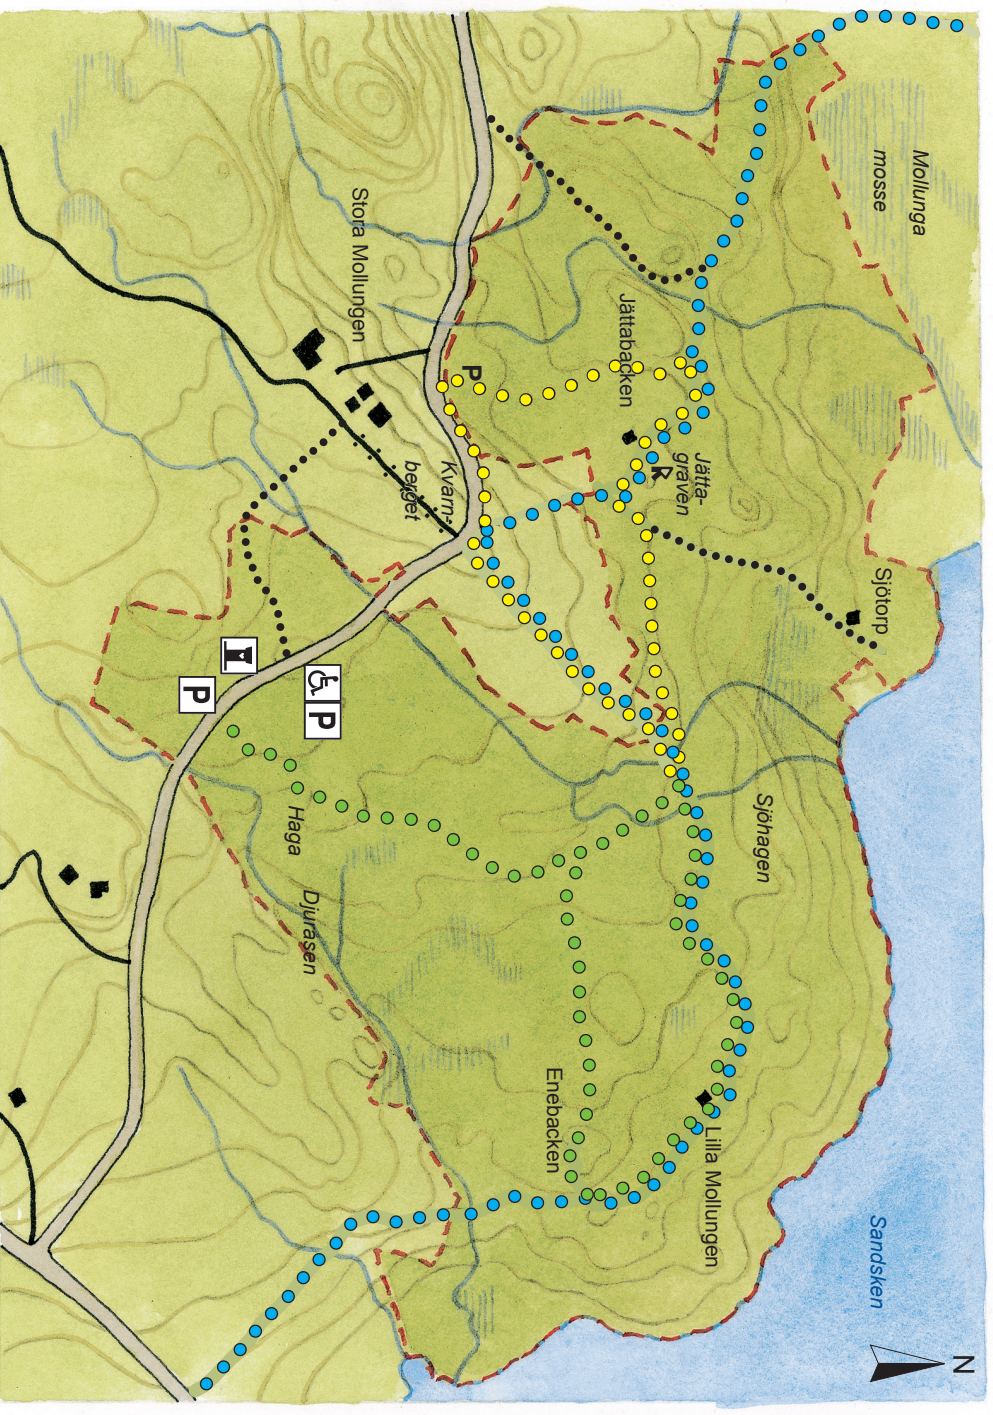 Mollunga
mosse
Stora Mollungen
Jättabacken
P
Jätta-
graven
R
Kvarn-
berget
Sjötorp
P
P
Sjöhagen
Haga
Djuråsen
Enebacken
Lilla Mollungen
Sandsken
N